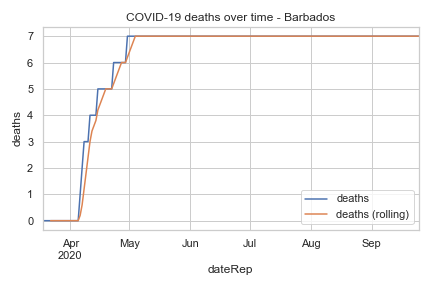 COVID-19 deaths over time - Barbados
7
6
5
4
3
2
1
0
deaths
deaths
deaths (rolling)
Apr May Jun Jul Aug Sep
2020
dateRep